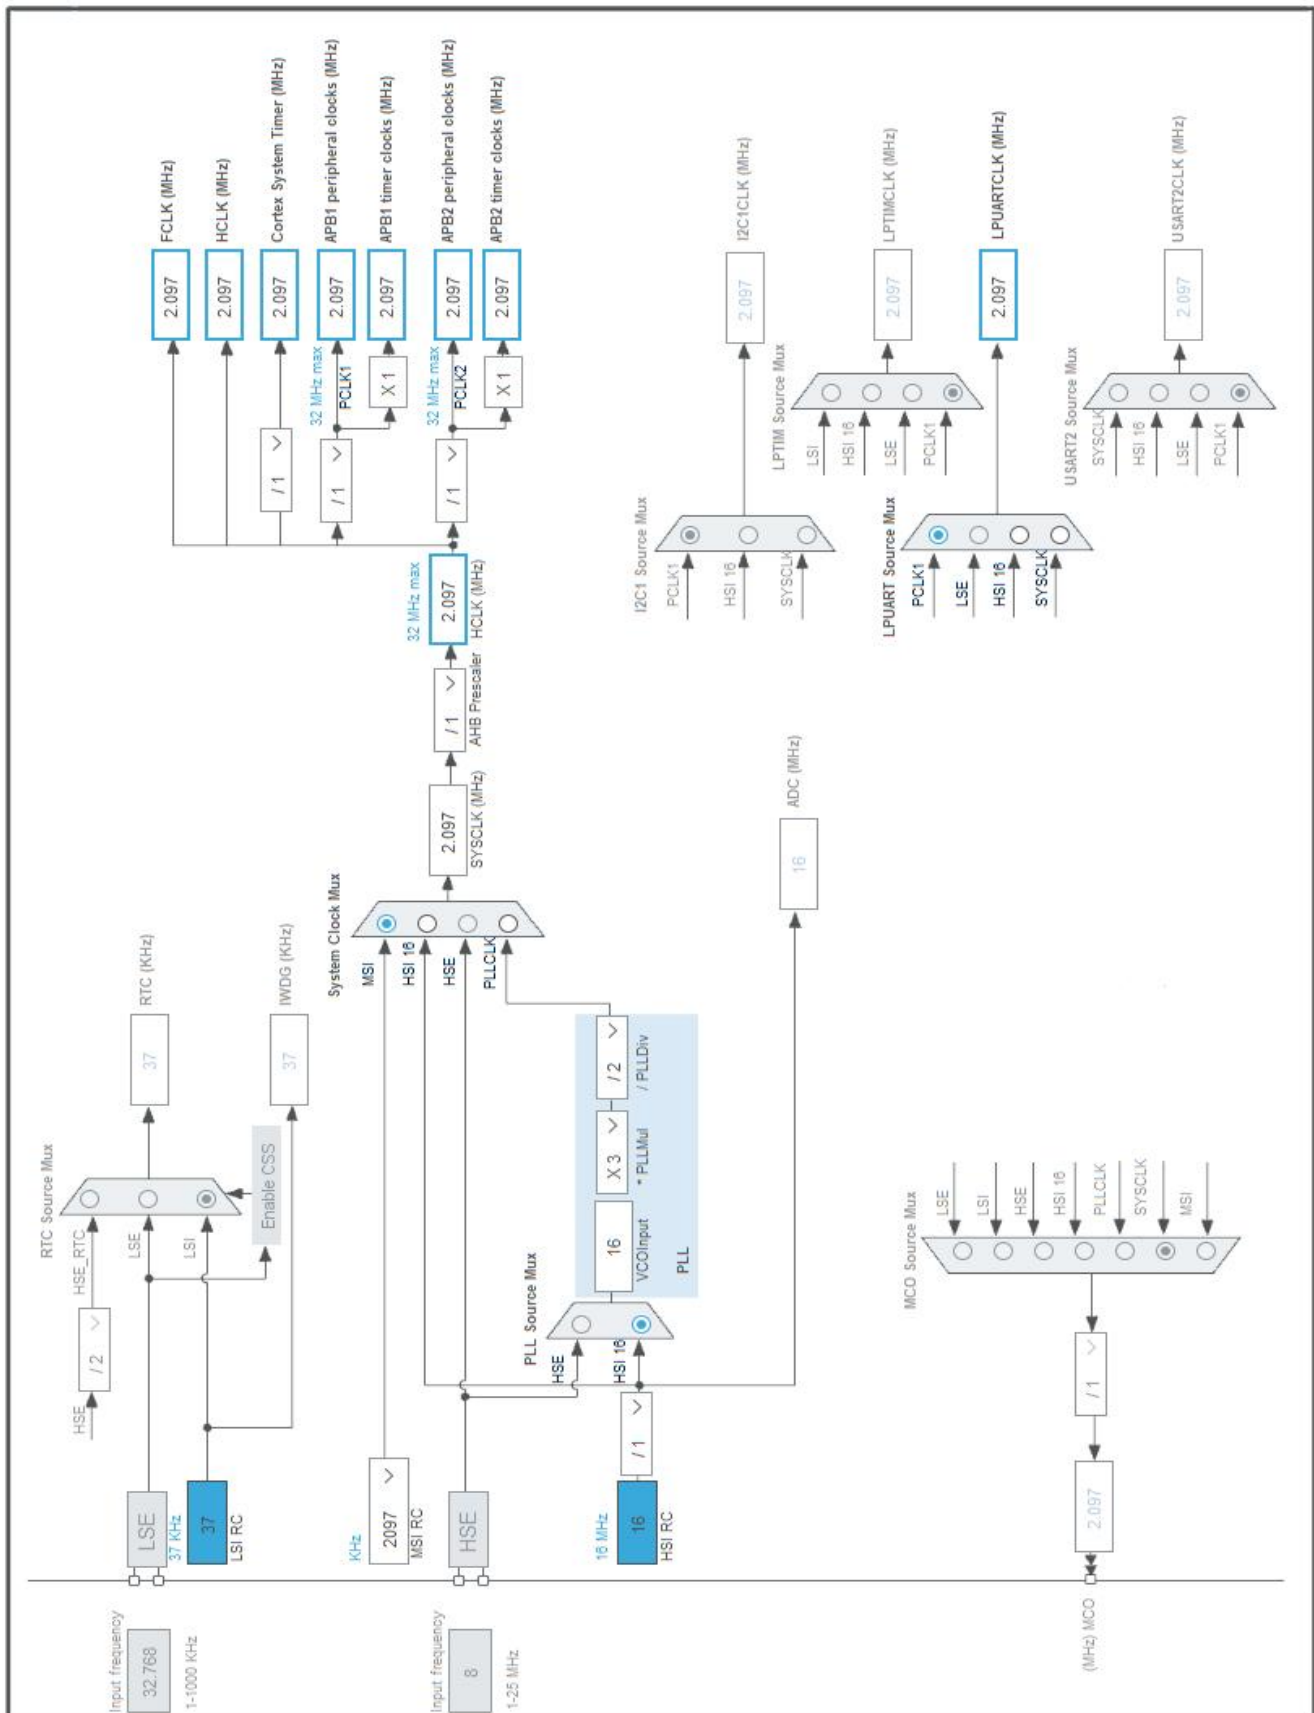 Input frequency
32.768
1-1000 KHz
LSE
37 KHz
37
LSI RC
HSE
/ 2
HSE_RTC
LSE
LSI
RTC Source Mux
Enable CSS
37
RTC (KHz)
37
IWDG (KHz)
KHz
2097
MSI RC
Input frequency
8
1-25 MHz
HSE
16 MHz
16
HSI RC
/ 1
PLL Source Mux
HSE
HSI 16
16
VCOInput
X 3
* PLLMul
/ 2
/ PLLDiv
PLL
System Clock Mux
MSI
HSI 16
HSE
PLLCLK
2.097
SYSCLK (MHz)
/ 1
AHB Prescaler
32 MHz max
2.097
HCLK (MHz)
2.097
FCLK (MHz)
2.097
HCLK (MHz)
/ 1
2.097
Cortex System Timer (MHz)
/ 1
32 MHz max
PCLK1
2.097
APB1 peripheral clocks (MHz)
X 1
2.097
APB1 timer clocks (MHz)
/ 1
32 MHz max
PCLK2
2.097
APB2 peripheral clocks (MHz)
X 1
2.097
APB2 timer clocks (MHz)
16
ADC (MHz)
I2C1 Source Mux
PCLK1
HSI 16
SYSCLK
2.097
I2C1CLK (MHz)
LPTIM Source Mux
LSI
HSI 16
LSE
PCLK1
2.097
LPTIMCLK (MHz)
LPUART Source Mux
PCLK1
LSE
HSI 16
SYSCLK
2.097
LPUARTCLK (MHz)
USART2 Source Mux
SYSCLK
HSI 16
LSE
PCLK1
2.097
USART2CLK (MHz)
MCO Source Mux
LSE
LSI
HSE
HSI 16
PLLCLK
SYSCLK
MSI
/ 1
2.097
(MHz) MCO